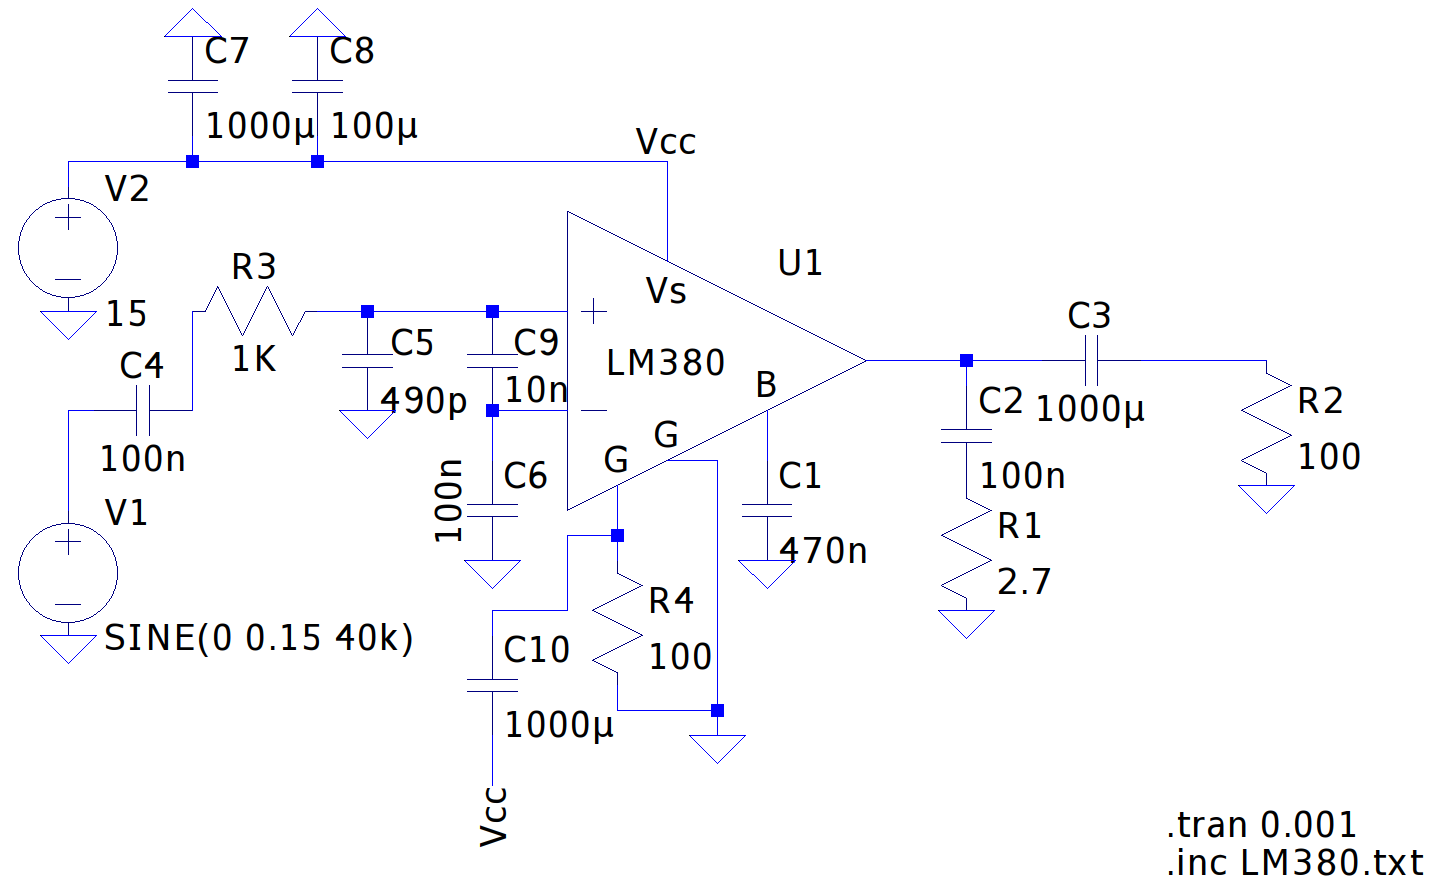 C7
C8
1000µ
100µ
Vcc
V2
15
R3
1K
C4
100n
V1
SINE(0 0.15 40k)
C5
490p
C9
10n
C6
100n
Vs
U1
LM380
B
G
G
C1
470n
R4
100
C10
1000µ
Vcc
C3
1000µ
C2
100n
R1
2.7
R2
100
.tran 0.001
.inc LM380.txt